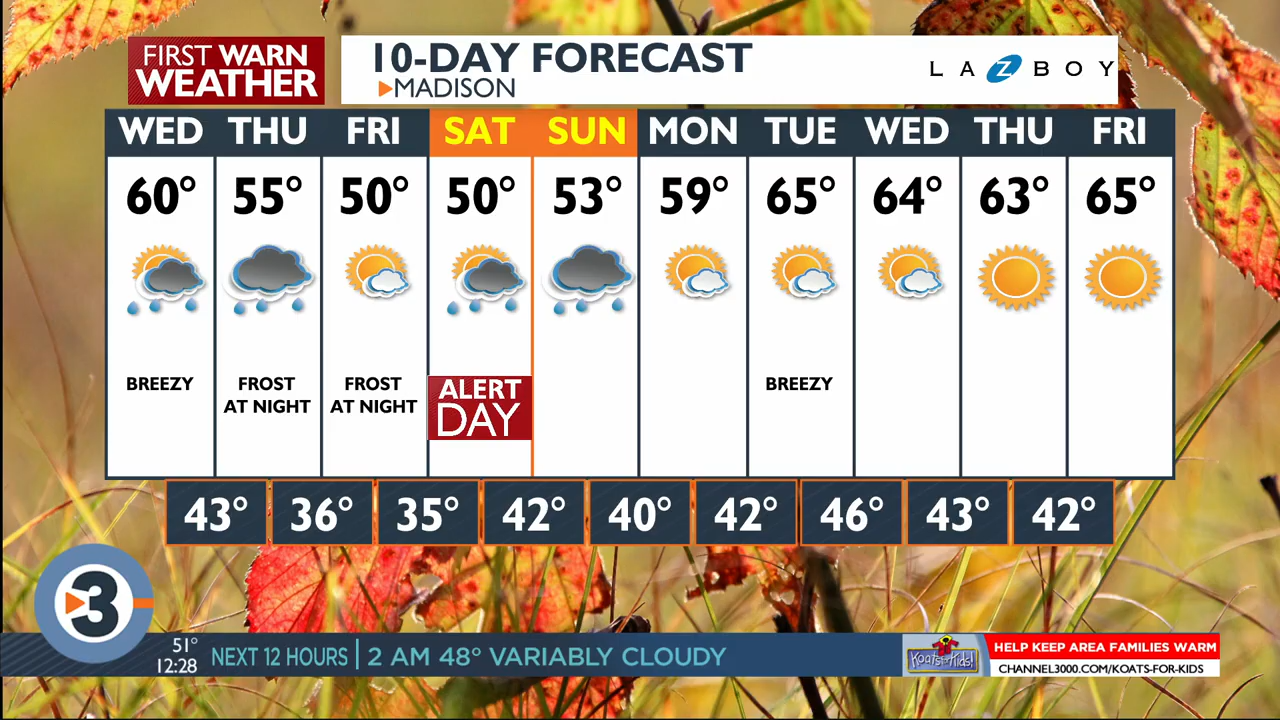 FIRST WARN
WEATHER
10-DAY FORECAST
MADISON
LA Z BOY
WED THU FRI SAT SUN MON TUE WED THU FRI
60° 55° 50° 50° 53° 59° 65° 64° 63° 65°
BREEZY
FROST
AT NIGHT
FROST
AT NIGHT
ALERT
DAY
BREEZY
43° 36° 35° 42° 40° 42° 46° 43° 42°
3
51°
12:28
NEXT 12 HOURS | 2 AM 48° VARIABLY CLOUDY
Koats for Kids!
HELP KEEP AREA FAMILIES WARM
CHANNEL3000.COM/KOATS-FOR-KIDS